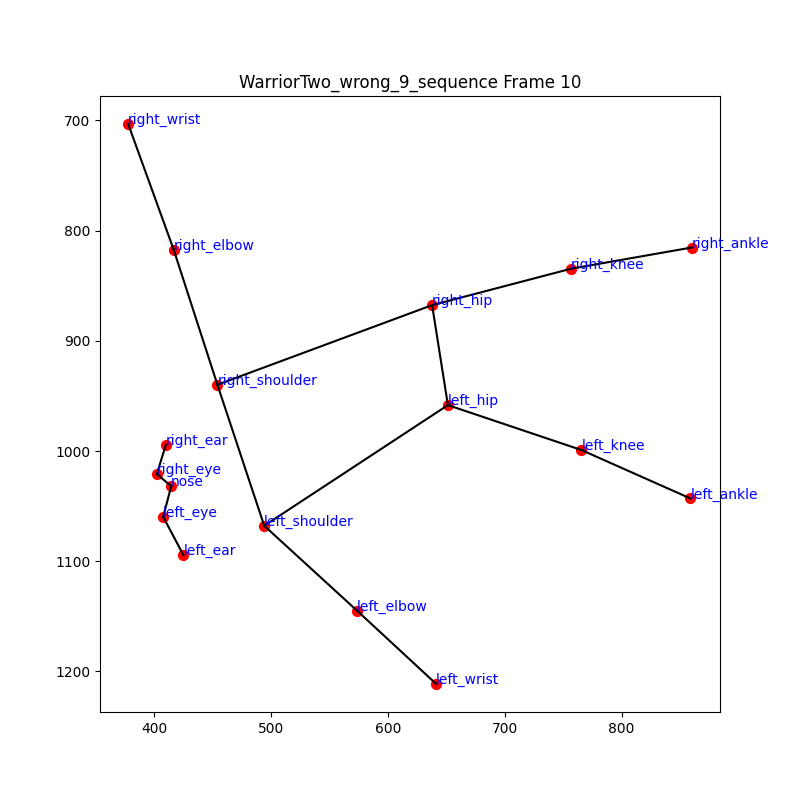 WarriorTwo_wrong_9_sequence Frame 10
700
right_wrist
800
right_elbow
right_ankle
right_knee
900
right_hip
right_shoulder
left_hip
1000
right_ear
left_knee
right_eye
nose
left_ankle
left_eye
left_shoulder
1100
left_ear
left_elbow
1200
left_wrist
400 500 600 700 800